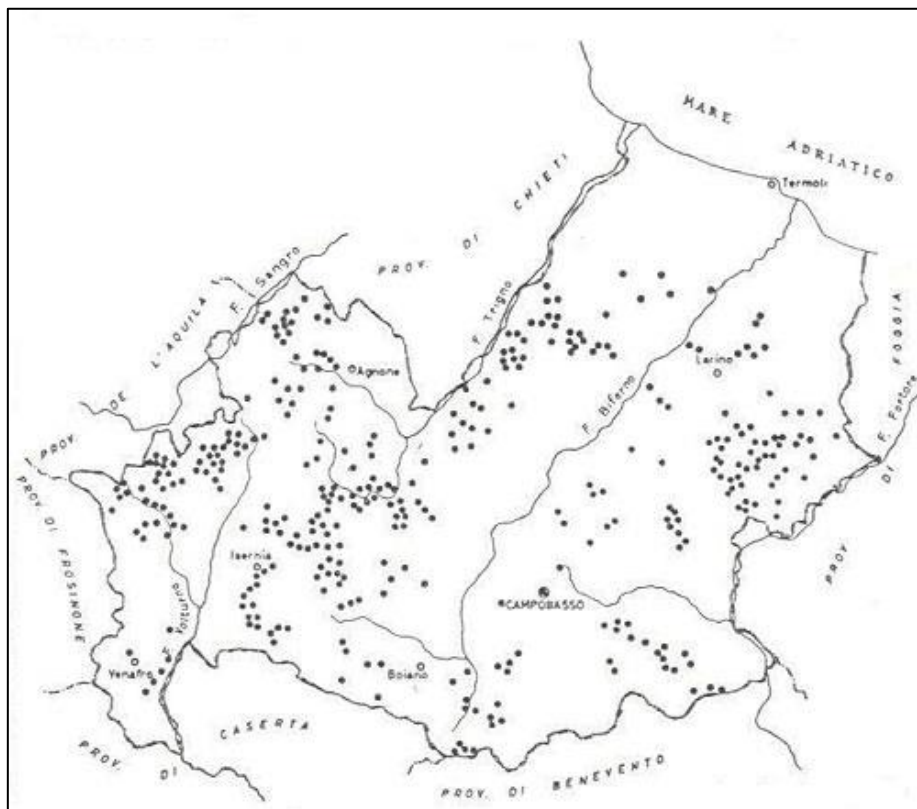 MARE
ADRIATICO
Termoli
PROV. DI CHIETI
F. Sangro
PROV. DE L'AQUILA
F. Trigno
FOGGIA
Agnone
Larino
F. Biferno
F. Fortore
PROV. DI
PROV. DI FROSINONE
Isernia
CAMPOBASSO
F. Volturno
Venafro
Boiano
CASERTA
PROV. DI
PROV. DI BENEVENTO